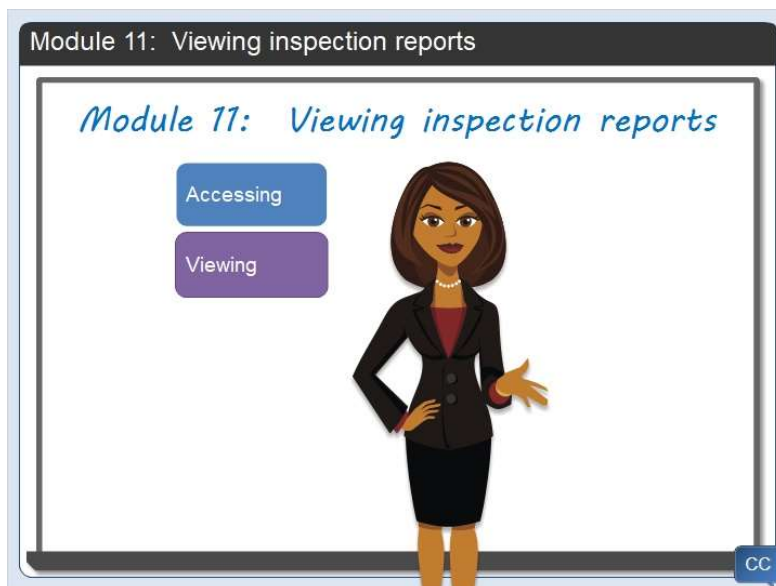 Module 11: Viewing inspection reports
Module 11: Viewing inspection reports
Accessing
Viewing
CC